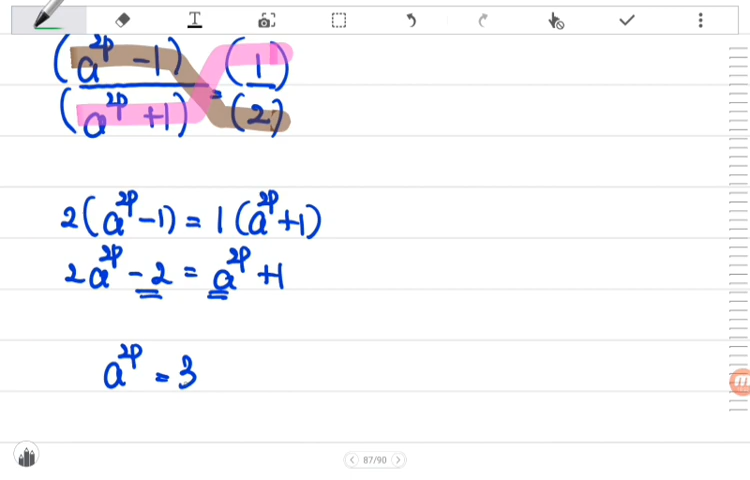 T
(a^{2p} - 1) / (a^{2p} + 1) = (1) / (2)
2(a^{2p} - 1) = 1(a^{2p} + 1)
2a^{2p} - 2 = a^{2p} + 1
a^{2p} = 3
87/90